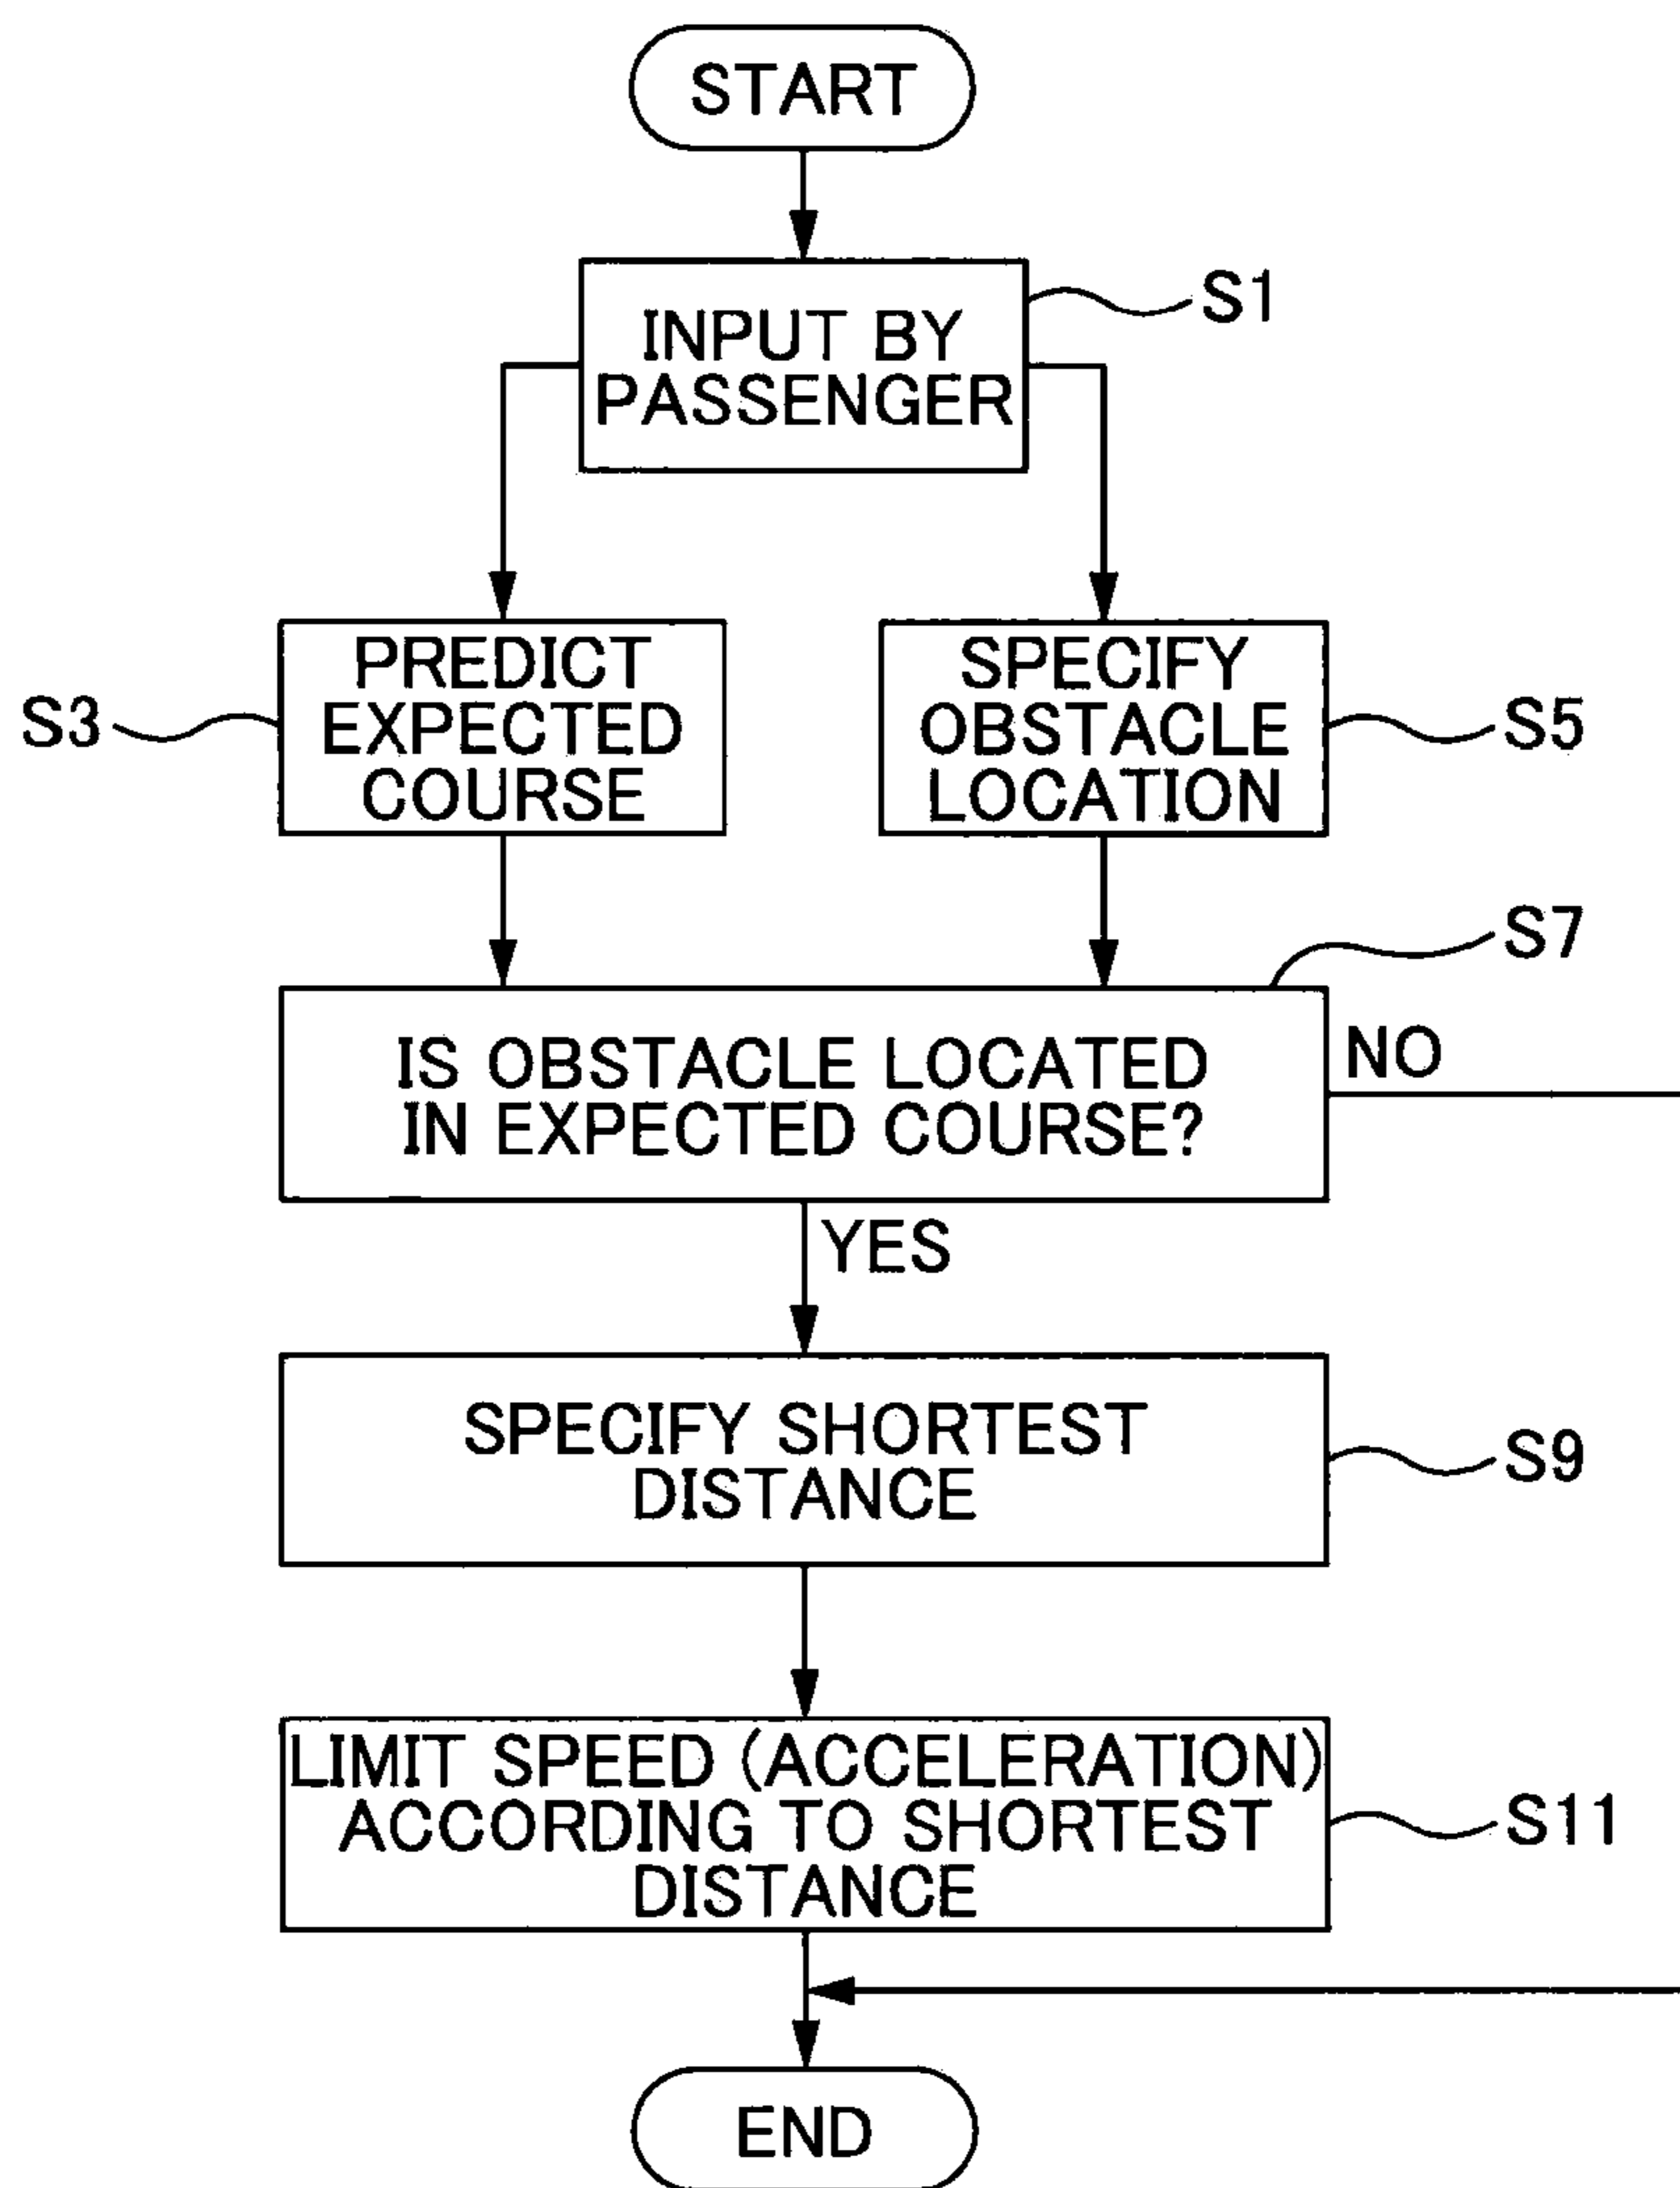 START
S1
INPUT BY
PASSENGER
S3
PREDICT
EXPECTED
COURSE
SPECIFY
OBSTACLE
LOCATION
S5
S7
IS OBSTACLE LOCATED
IN EXPECTED COURSE?
NO
YES
SPECIFY SHORTEST
DISTANCE
S9
LIMIT SPEED (ACCELERATION)
ACCORDING TO SHORTEST
DISTANCE
S11
END